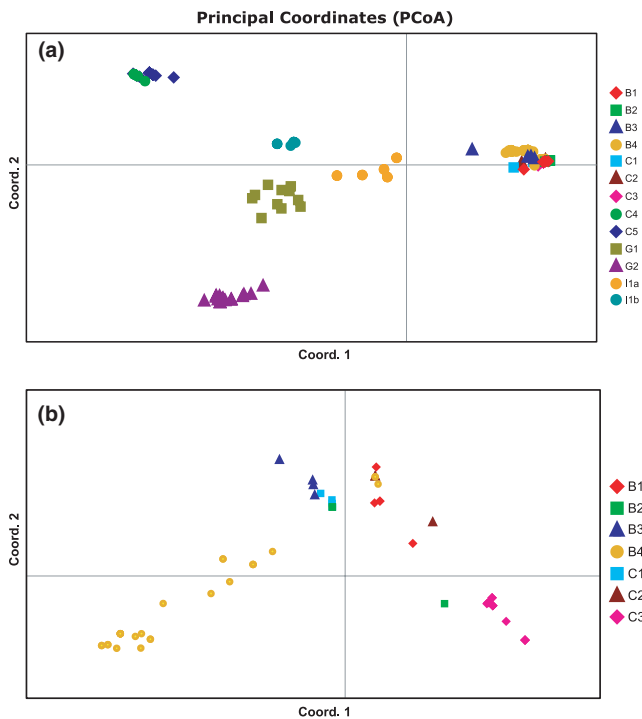 Principal Coordinates (PCoA)
(a)
Coord. 2
Coord. 1
B1
B2
B3
B4
C1
C2
C3
C4
C5
G1
G2
I1a
I1b
(b)
Coord. 2
Coord. 1
B1
B2
B3
B4
C1
C2
C3